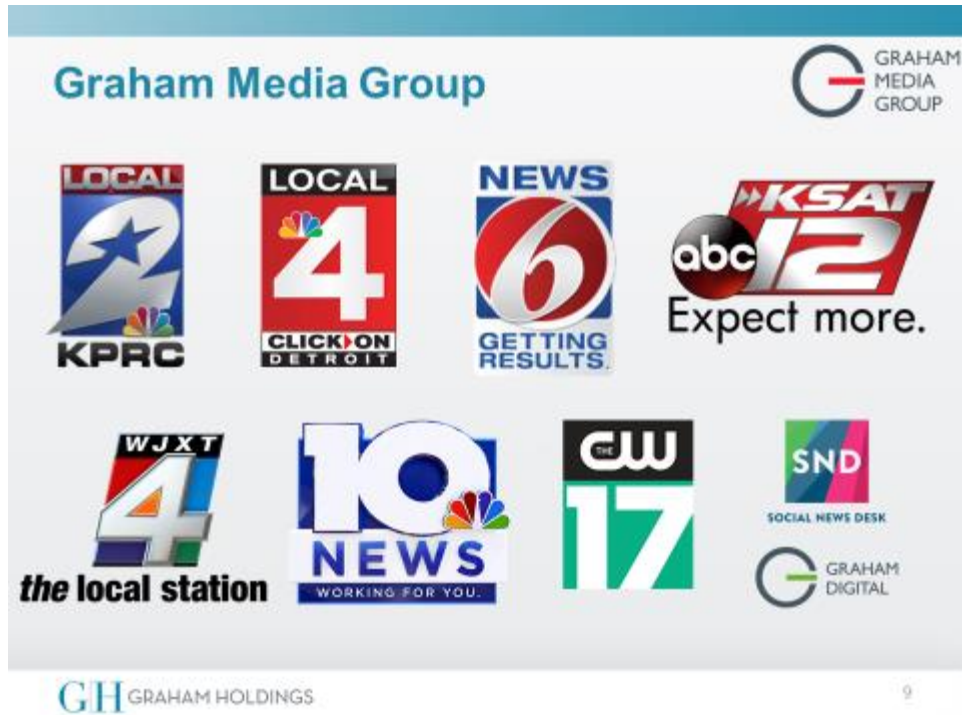 Graham Media Group
GRAHAM
MEDIA
GROUP
LOCAL
2
KPRC
LOCAL
4
CLICK ON
DETROIT
NEWS
6
GETTING
RESULTS.
KSAT
abc 12
Expect more.
WJXT
4
the local station
10
NEWS
WORKING FOR YOU.
THE CW
17
SND
SOCIAL NEWS DESK
GRAHAM
DIGITAL
GH GRAHAM HOLDINGS
9